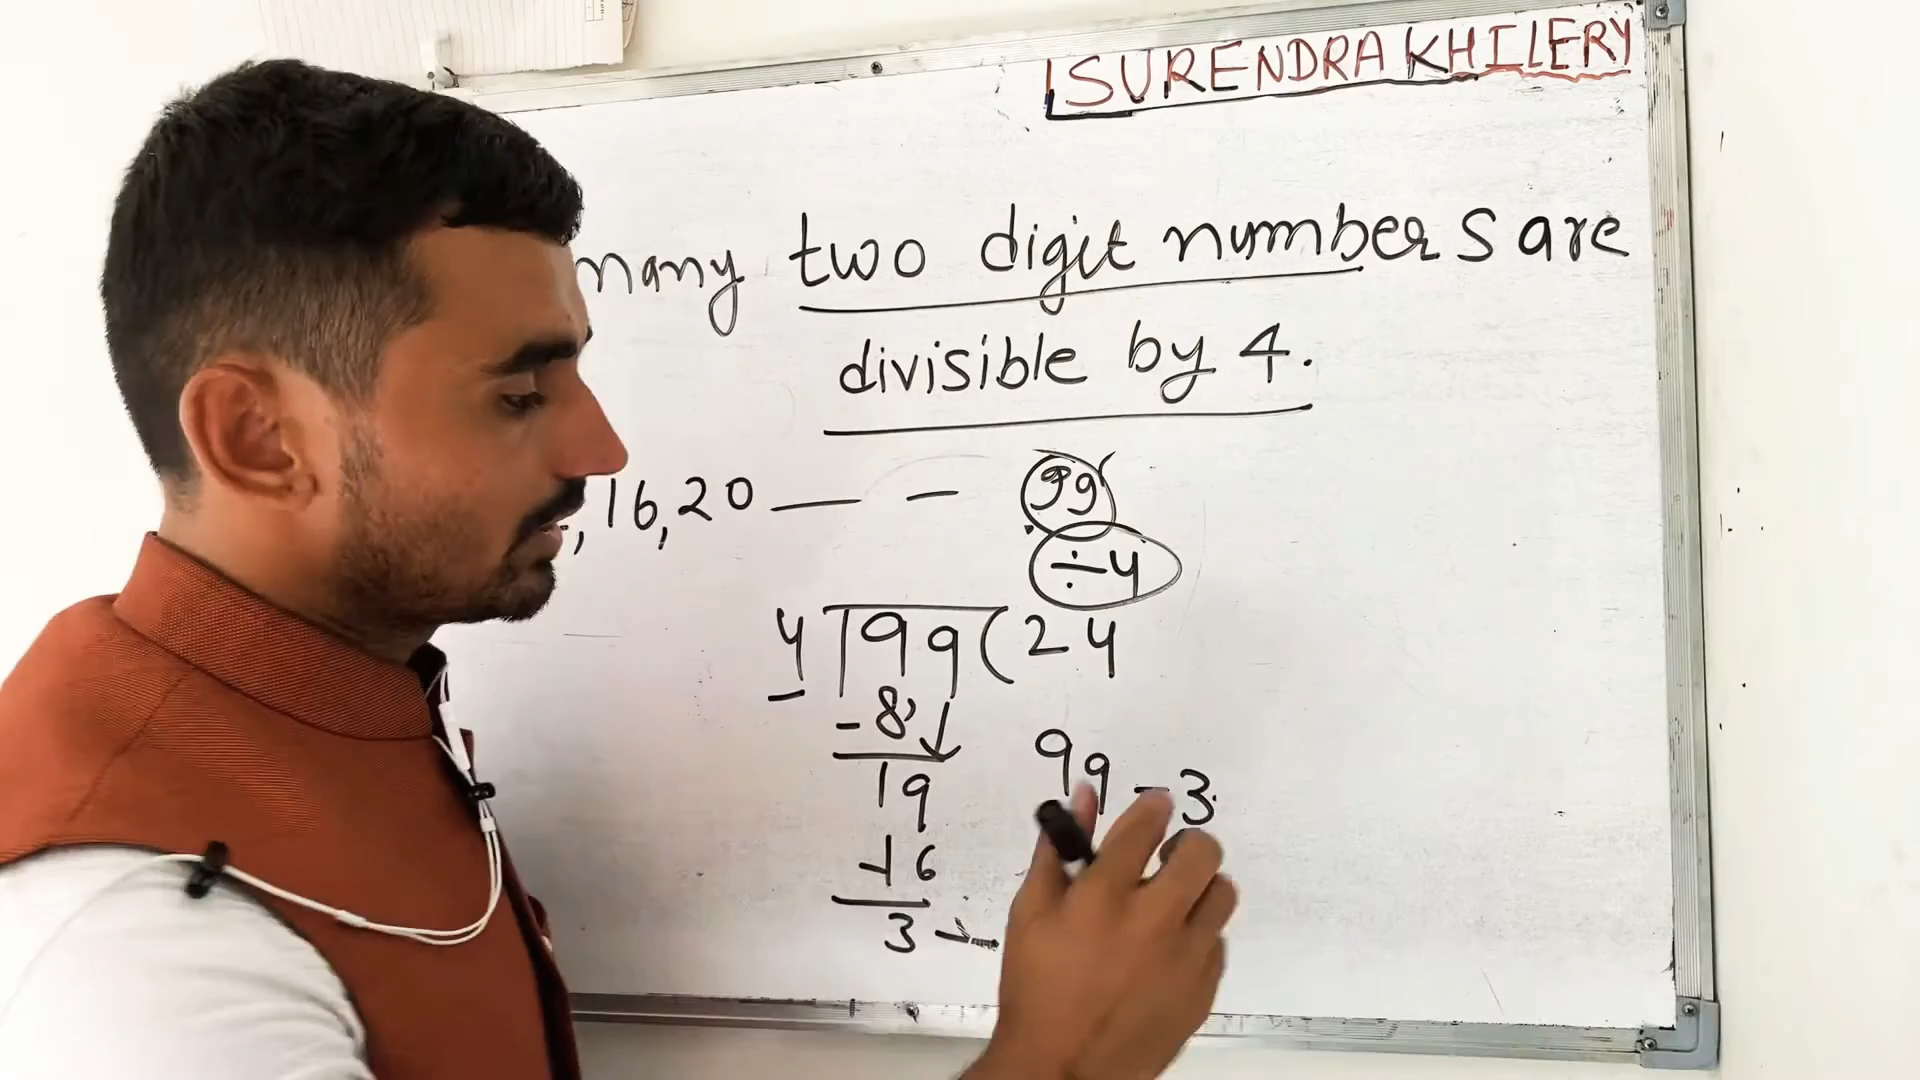 SURENDRA KHILERY
many two digit numbers are
divisible by 4.
, 16, 20 — — 99
÷4
4 99 ( 24
- 8
19
-16
3
99 - 3